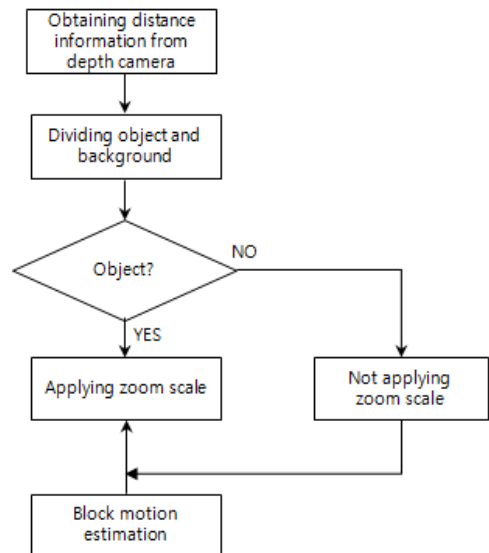 Obtaining distance
information from
depth camera
Dividing object and
background
Object?
NO
YES
Applying zoom scale
Not applying
zoom scale
Block motion
estimation